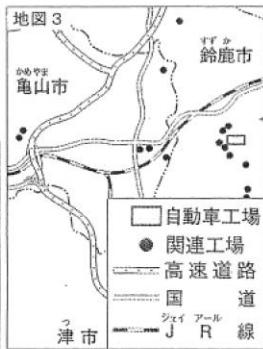 地図3
すずか
鈴鹿市
かめやま
亀山市
自動車工場
関連工場
高速道路
国道
ジェイ アール
JR線
つ
津市